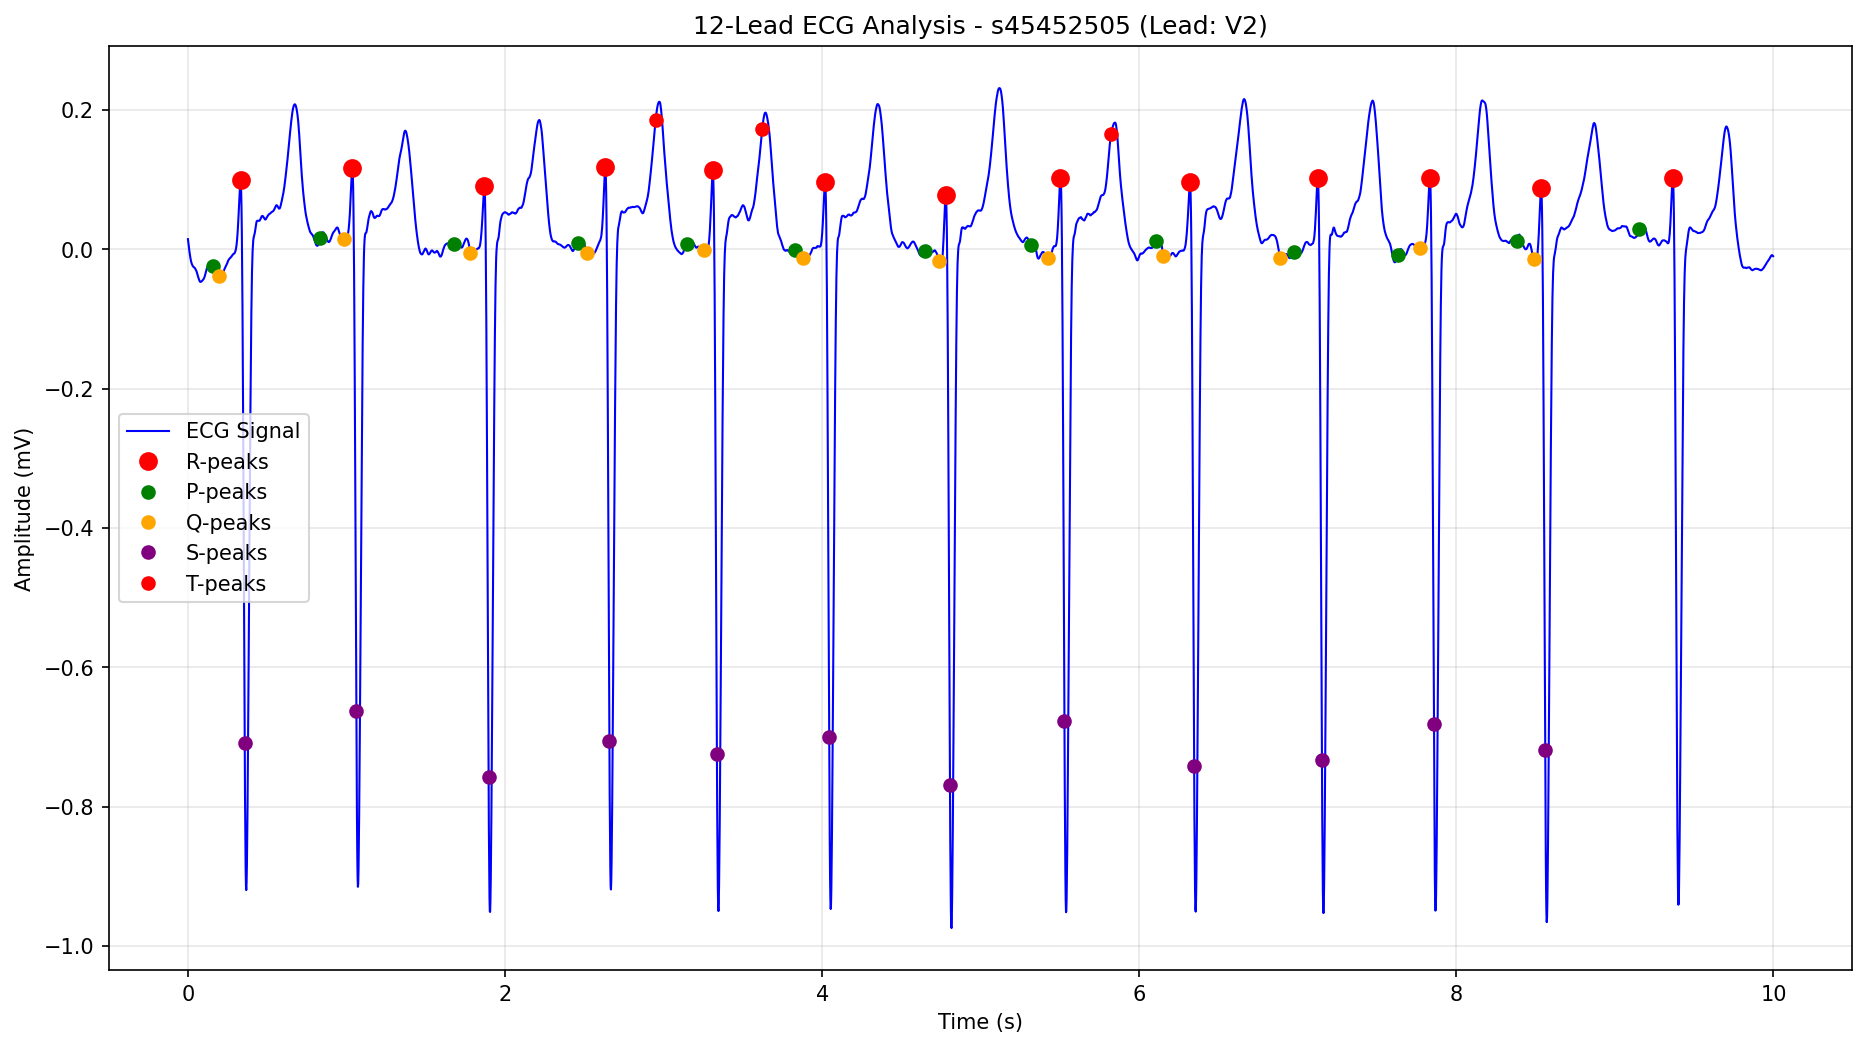 12-Lead ECG Analysis - s45452505 (Lead: V2)
0.2
0.0
−0.2
−0.4
−0.6
−0.8
−1.0
Amplitude (mV)
ECG Signal
R-peaks
P-peaks
Q-peaks
S-peaks
T-peaks
0
2
4
6
8
10
Time (s)